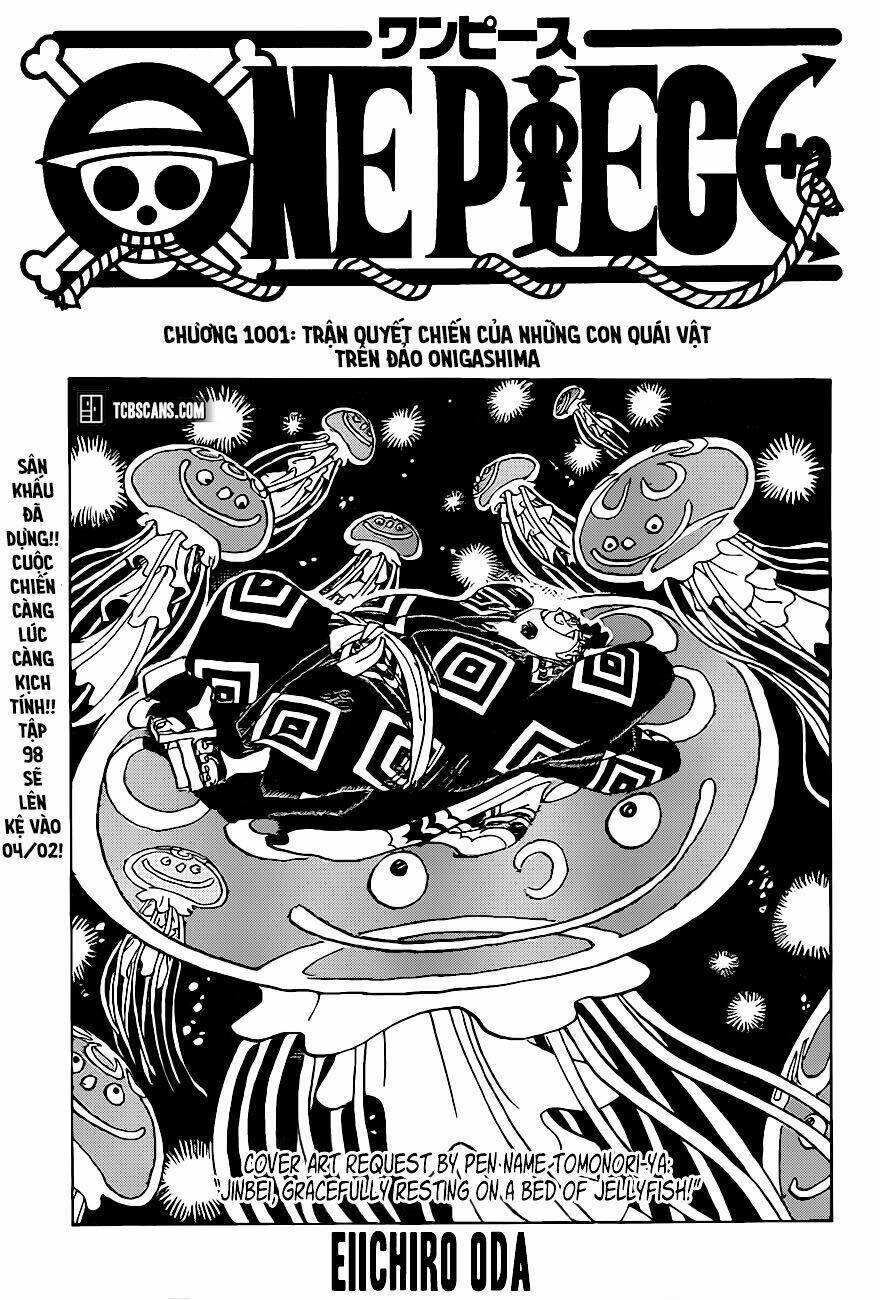 ワンピース
ONE PIECE
CHƯƠNG 1001: TRẬN QUYẾT CHIẾN CỦA NHỮNG CON QUÁI VẬT
TRÊN ĐẢO ONIGASHIMA
TCBSCANS.COM
SÂN
KHẤU
ĐÃ
DỰNG!!
CUỘC
CHIẾN
CÀNG
LÚC
CÀNG
KỊCH
TÍNH!!
TẬP
98
SẼ
LÊN
KỆ VÀO
04/02!
COVER ART REQUEST BY PEN NAME TOMONORI-YA:
"JINBEI, GRACEFULLY RESTING ON A BED OF JELLYFISH!"
EIICHIRO ODA